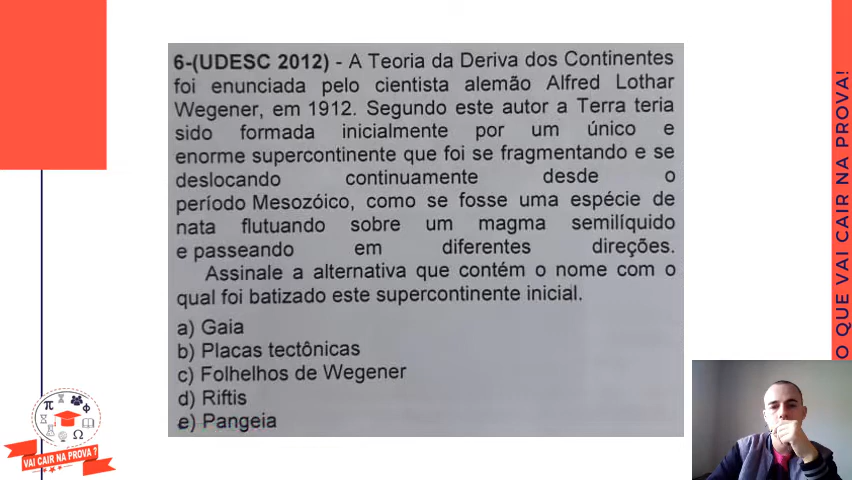 6-(UDESC 2012) - A Teoria da Deriva dos Continentes
foi enunciada pelo cientista alemão Alfred Lothar
Wegener, em 1912. Segundo este autor a Terra teria
sido formada inicialmente por um único e
enorme supercontinente que foi se fragmentando e se
deslocando continuamente desde o
período Mesozóico, como se fosse uma espécie de
nata flutuando sobre um magma semilíquido
e passeando em diferentes direções.
Assinale a alternativa que contém o nome com o
qual foi batizado este supercontinente inicial.
a) Gaia
b) Placas tectônicas
c) Folhelhos de Wegener
d) Riftis
e) Pangeia
O QUE VAI CAIR NA PROVA!
π
Φ
Ω
VAI CAIR NA PROVA ?